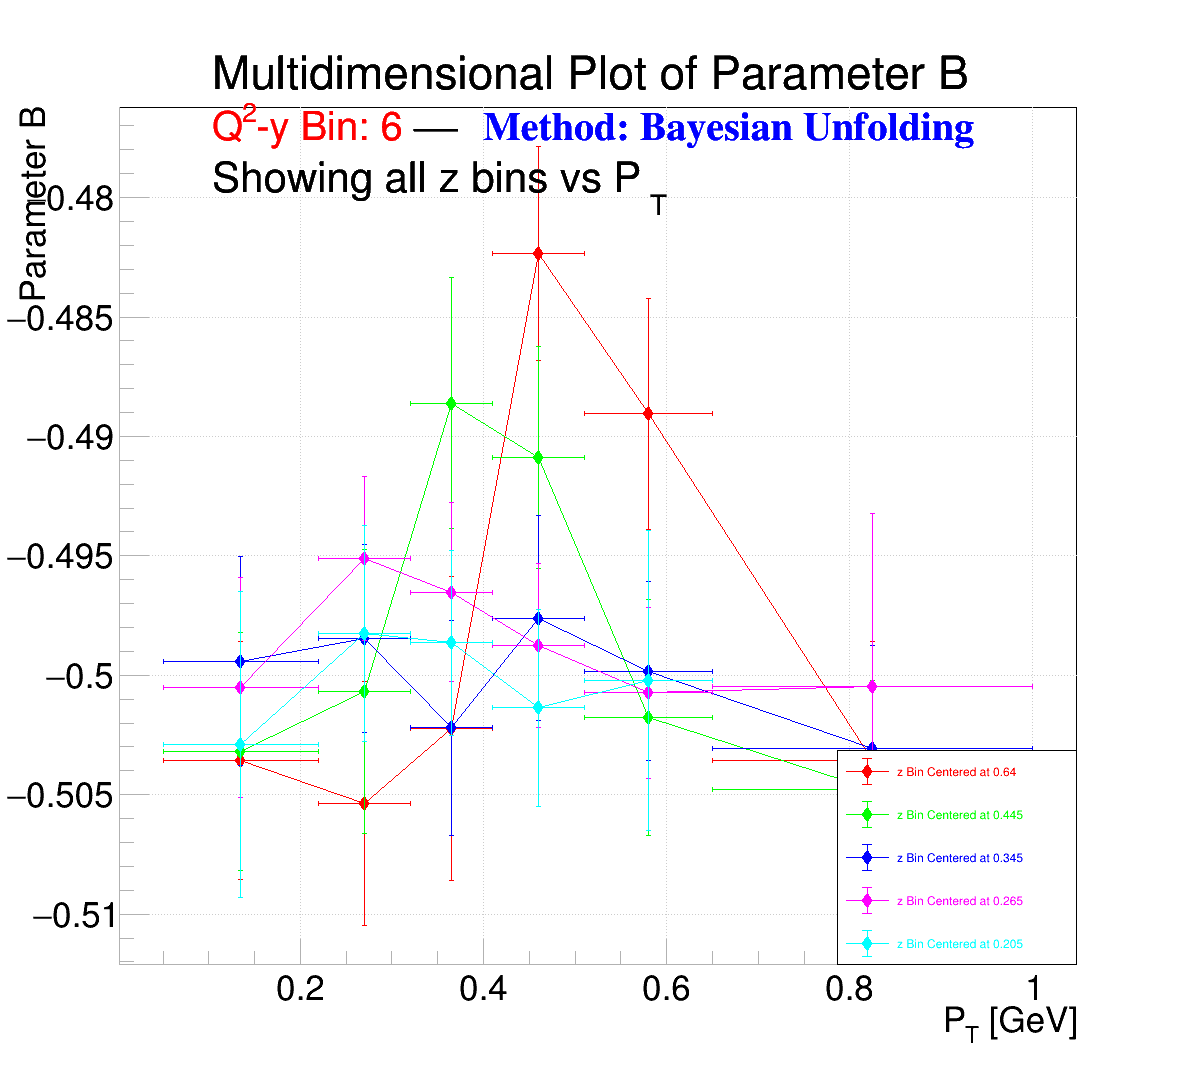 Multidimensional Plot of Parameter B
Q2-y Bin: 6 — Method: Bayesian Unfolding
Showing all z bins vs PT
Parameter B
−0.48
−0.485
−0.49
−0.495
−0.5
−0.505
−0.51
0.2 0.4 0.6 0.8 1
PT [GeV]
z Bin Centered at 0.64
z Bin Centered at 0.445
z Bin Centered at 0.345
z Bin Centered at 0.265
z Bin Centered at 0.205